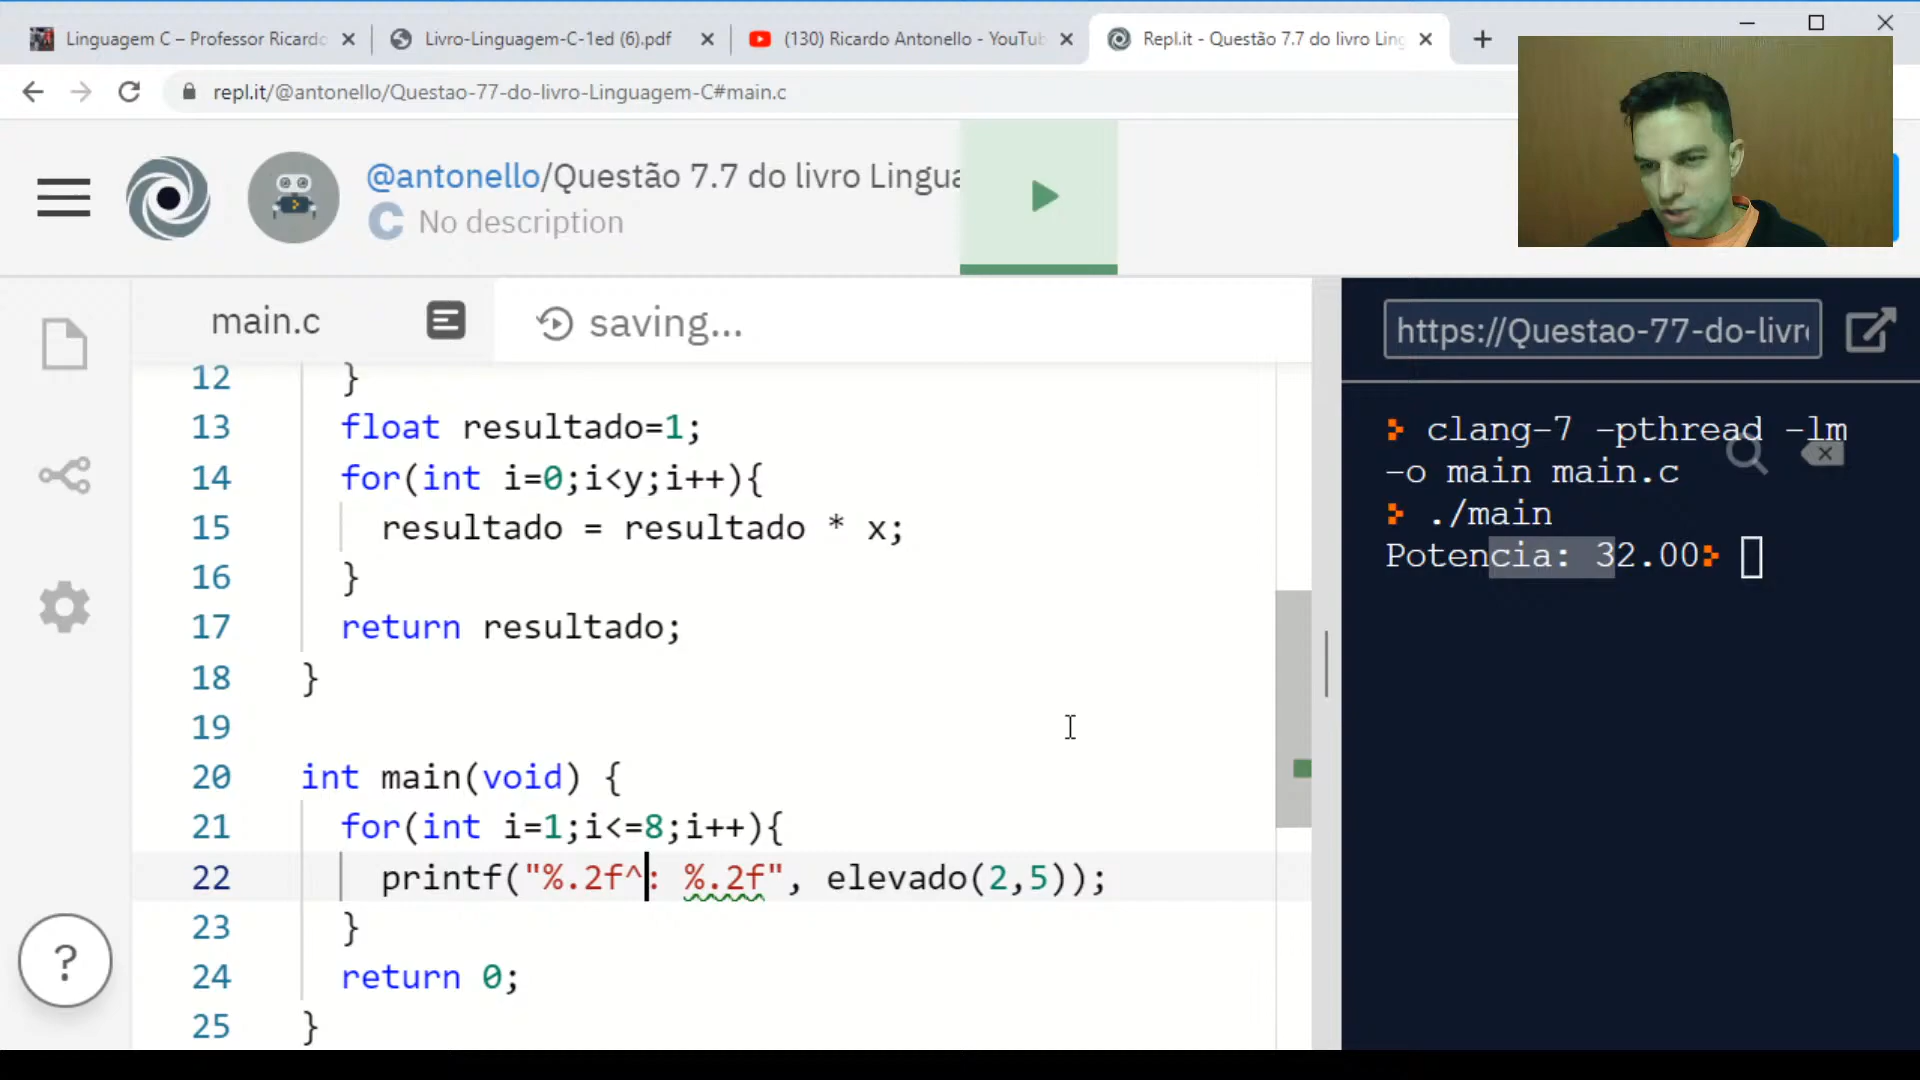 Linguagem C – Professor Ricardo
Livro-Linguagem-C-1ed (6).pdf
(130) Ricardo Antonello - YouTu
Repl.it - Questão 7.7 do livro Ling
repl.it/@antonello/Questao-77-do-livro-Linguagem-C#main.c
@antonello/Questão 7.7 do livro Lingua
C No description
main.c
saving...
12 }
13 float resultado=1;
14 for(int i=0;i<y;i++){
15 resultado = resultado * x;
16 }
17 return resultado;
18 }
19
20 int main(void) {
21 for(int i=1;i<=8;i++){
22 printf("%.2f^: %.2f", elevado(2,5));
23 }
24 return 0;
25 }
?
https://Questao-77-do-livr
clang-7 -pthread -lm
-o main main.c
./main
Potencia: 32.00